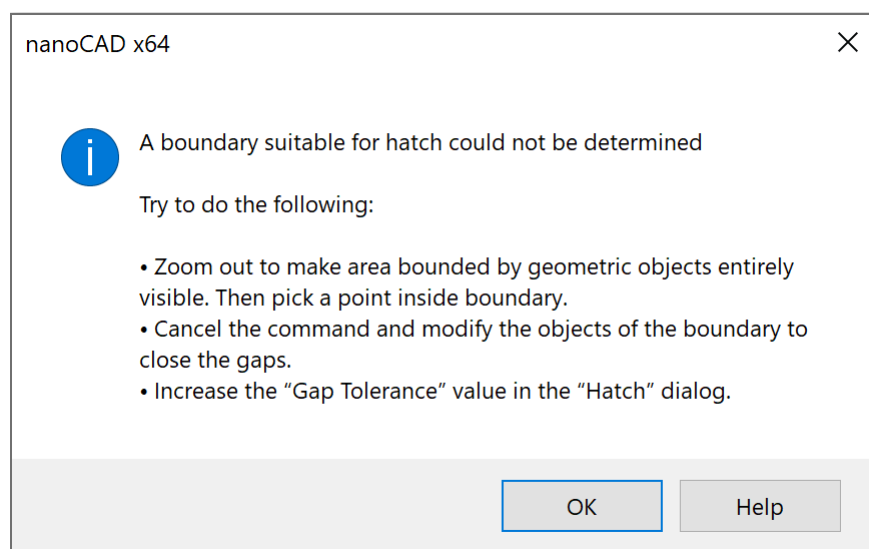 nanoCAD x64
A boundary suitable for hatch could not be determined
Try to do the following:
• Zoom out to make area bounded by geometric objects entirely
visible. Then pick a point inside boundary.
• Cancel the command and modify the objects of the boundary to
close the gaps.
• Increase the “Gap Tolerance” value in the “Hatch” dialog.
OK
Help